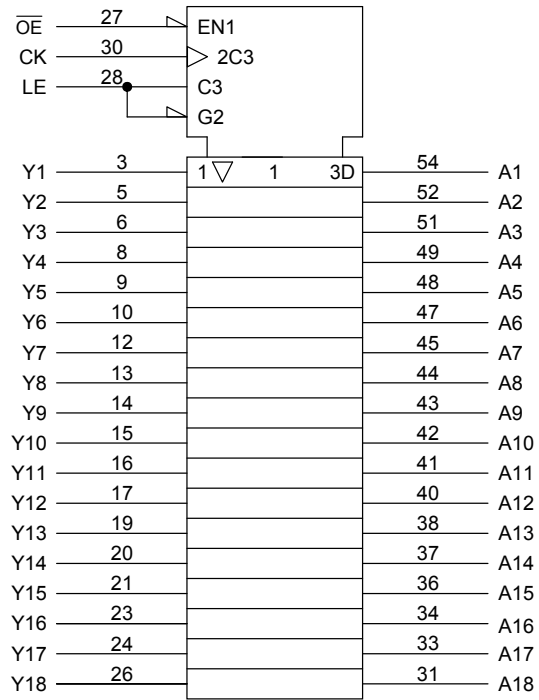 OE 27 EN1
CK 30 2C3
LE 28 C3
G2
Y1 3 1 ▽ 1 3D 54 A1
Y2 5 52 A2
Y3 6 51 A3
Y4 8 49 A4
Y5 9 48 A5
Y6 10 47 A6
Y7 12 45 A7
Y8 13 44 A8
Y9 14 43 A9
Y10 15 42 A10
Y11 16 41 A11
Y12 17 40 A12
Y13 19 38 A13
Y14 20 37 A14
Y15 21 36 A15
Y16 23 34 A16
Y17 24 33 A17
Y18 26 31 A18